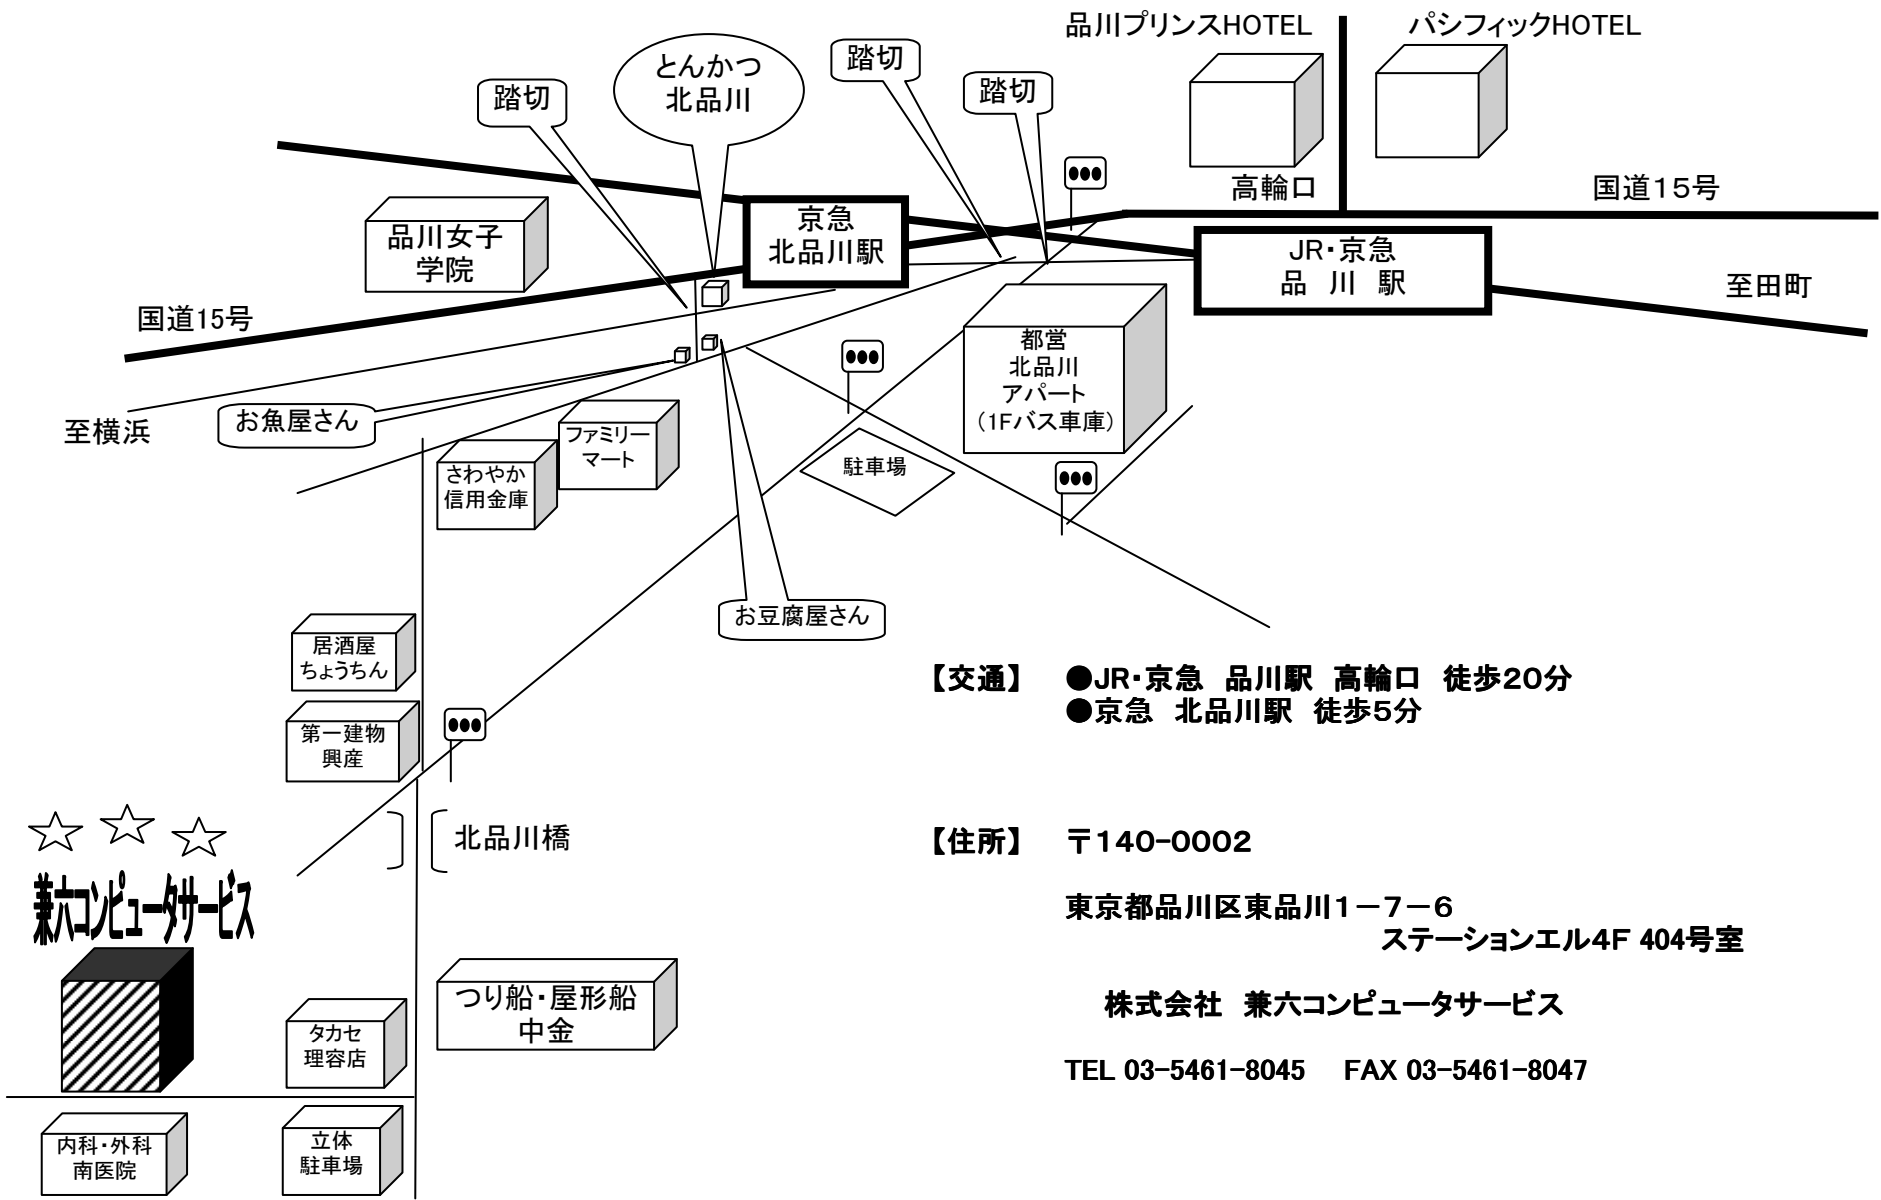 品川プリンスHOTEL
パシフィックHOTEL
踏切
とんかつ
北品川
踏切
踏切
高輪口
国道15号
京急
北品川駅
品川女子
学院
JR・京急
品 川 駅
至田町
国道15号
都営
北品川
アパート
(1Fバス車庫)
至横浜
お魚屋さん
ファミリー
マート
さわやか
信用金庫
駐車場
お豆腐屋さん
居酒屋
ちょうちん
第一建物
興産
【交通】 ●JR・京急 品川駅 高輪口 徒歩20分
●京急 北品川駅 徒歩5分
北品川橋
【住所】 〒140-0002
東京都品川区東品川1-7-6
ステーションエル4F 404号室
兼六コンピュータサービス
株式会社 兼六コンピュータサービス
つり船・屋形船
中金
タカセ
理容店
TEL 03-5461-8045 FAX 03-5461-8047
内科・外科
南医院
立体
駐車場